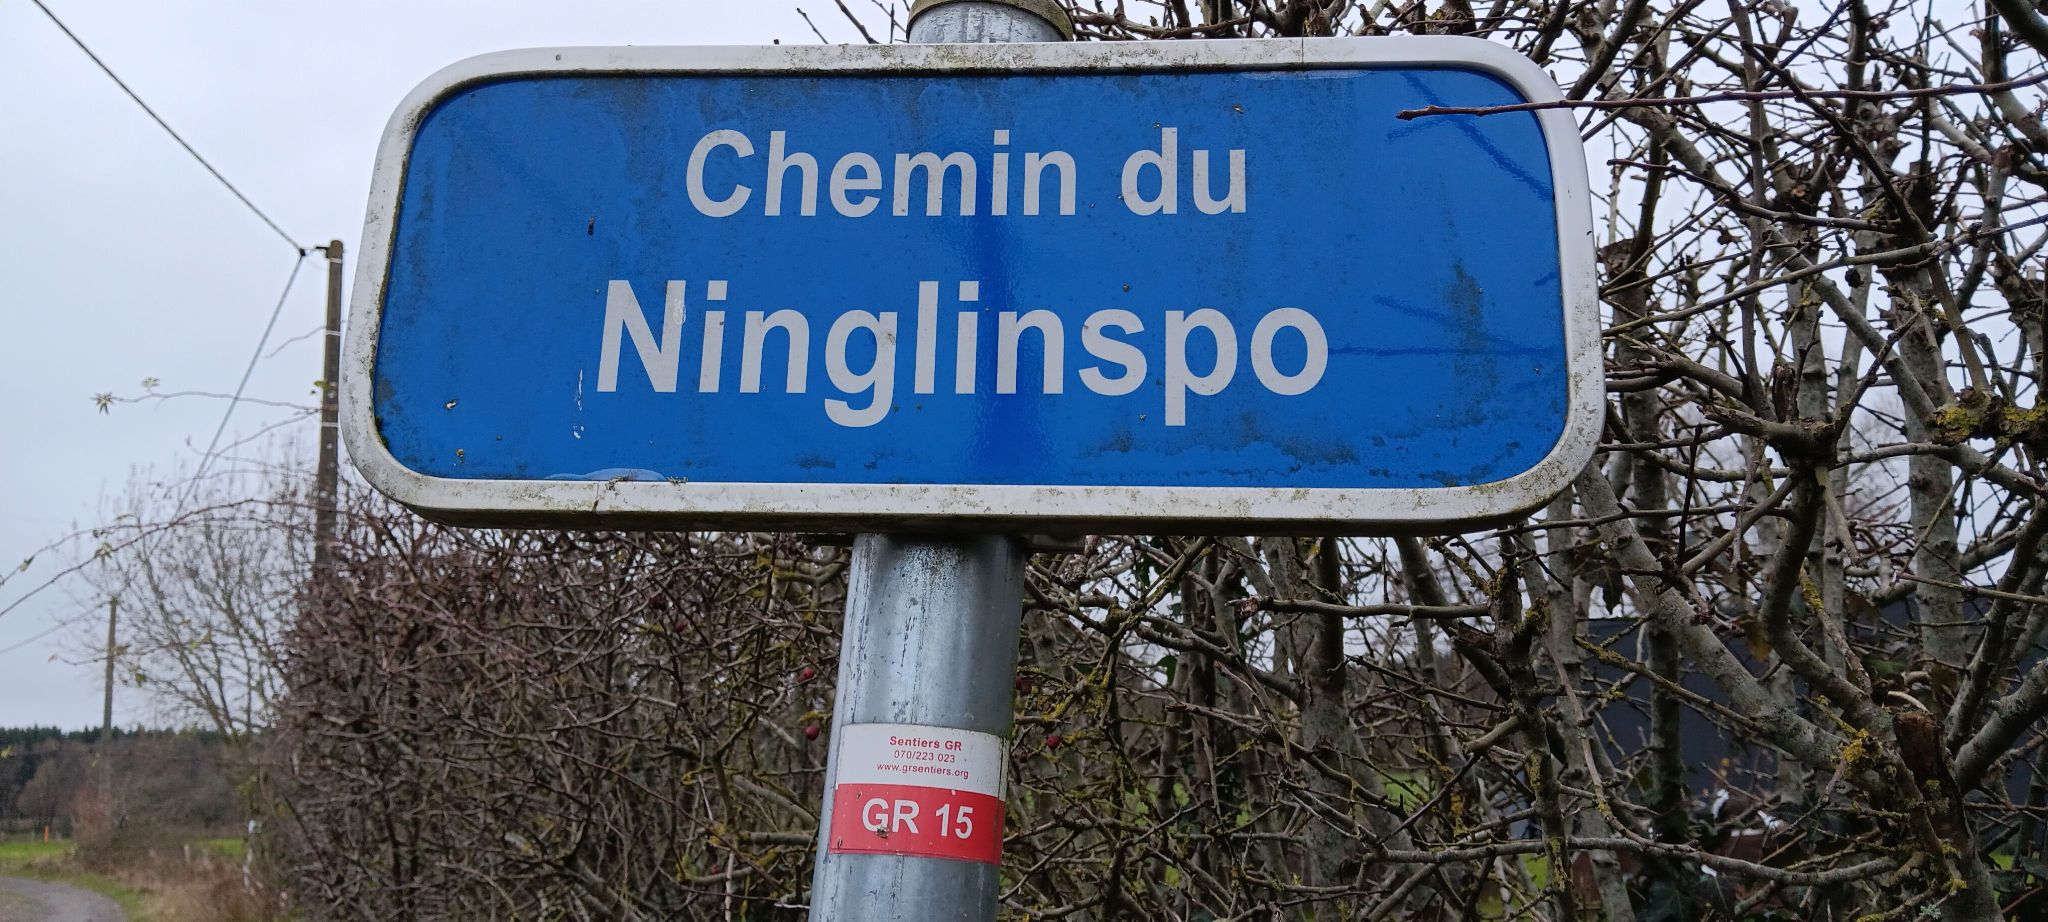 Chemin du
Ninglinspo
Sentiers GR
070/223 023
www.grsentiers.org
GR 15